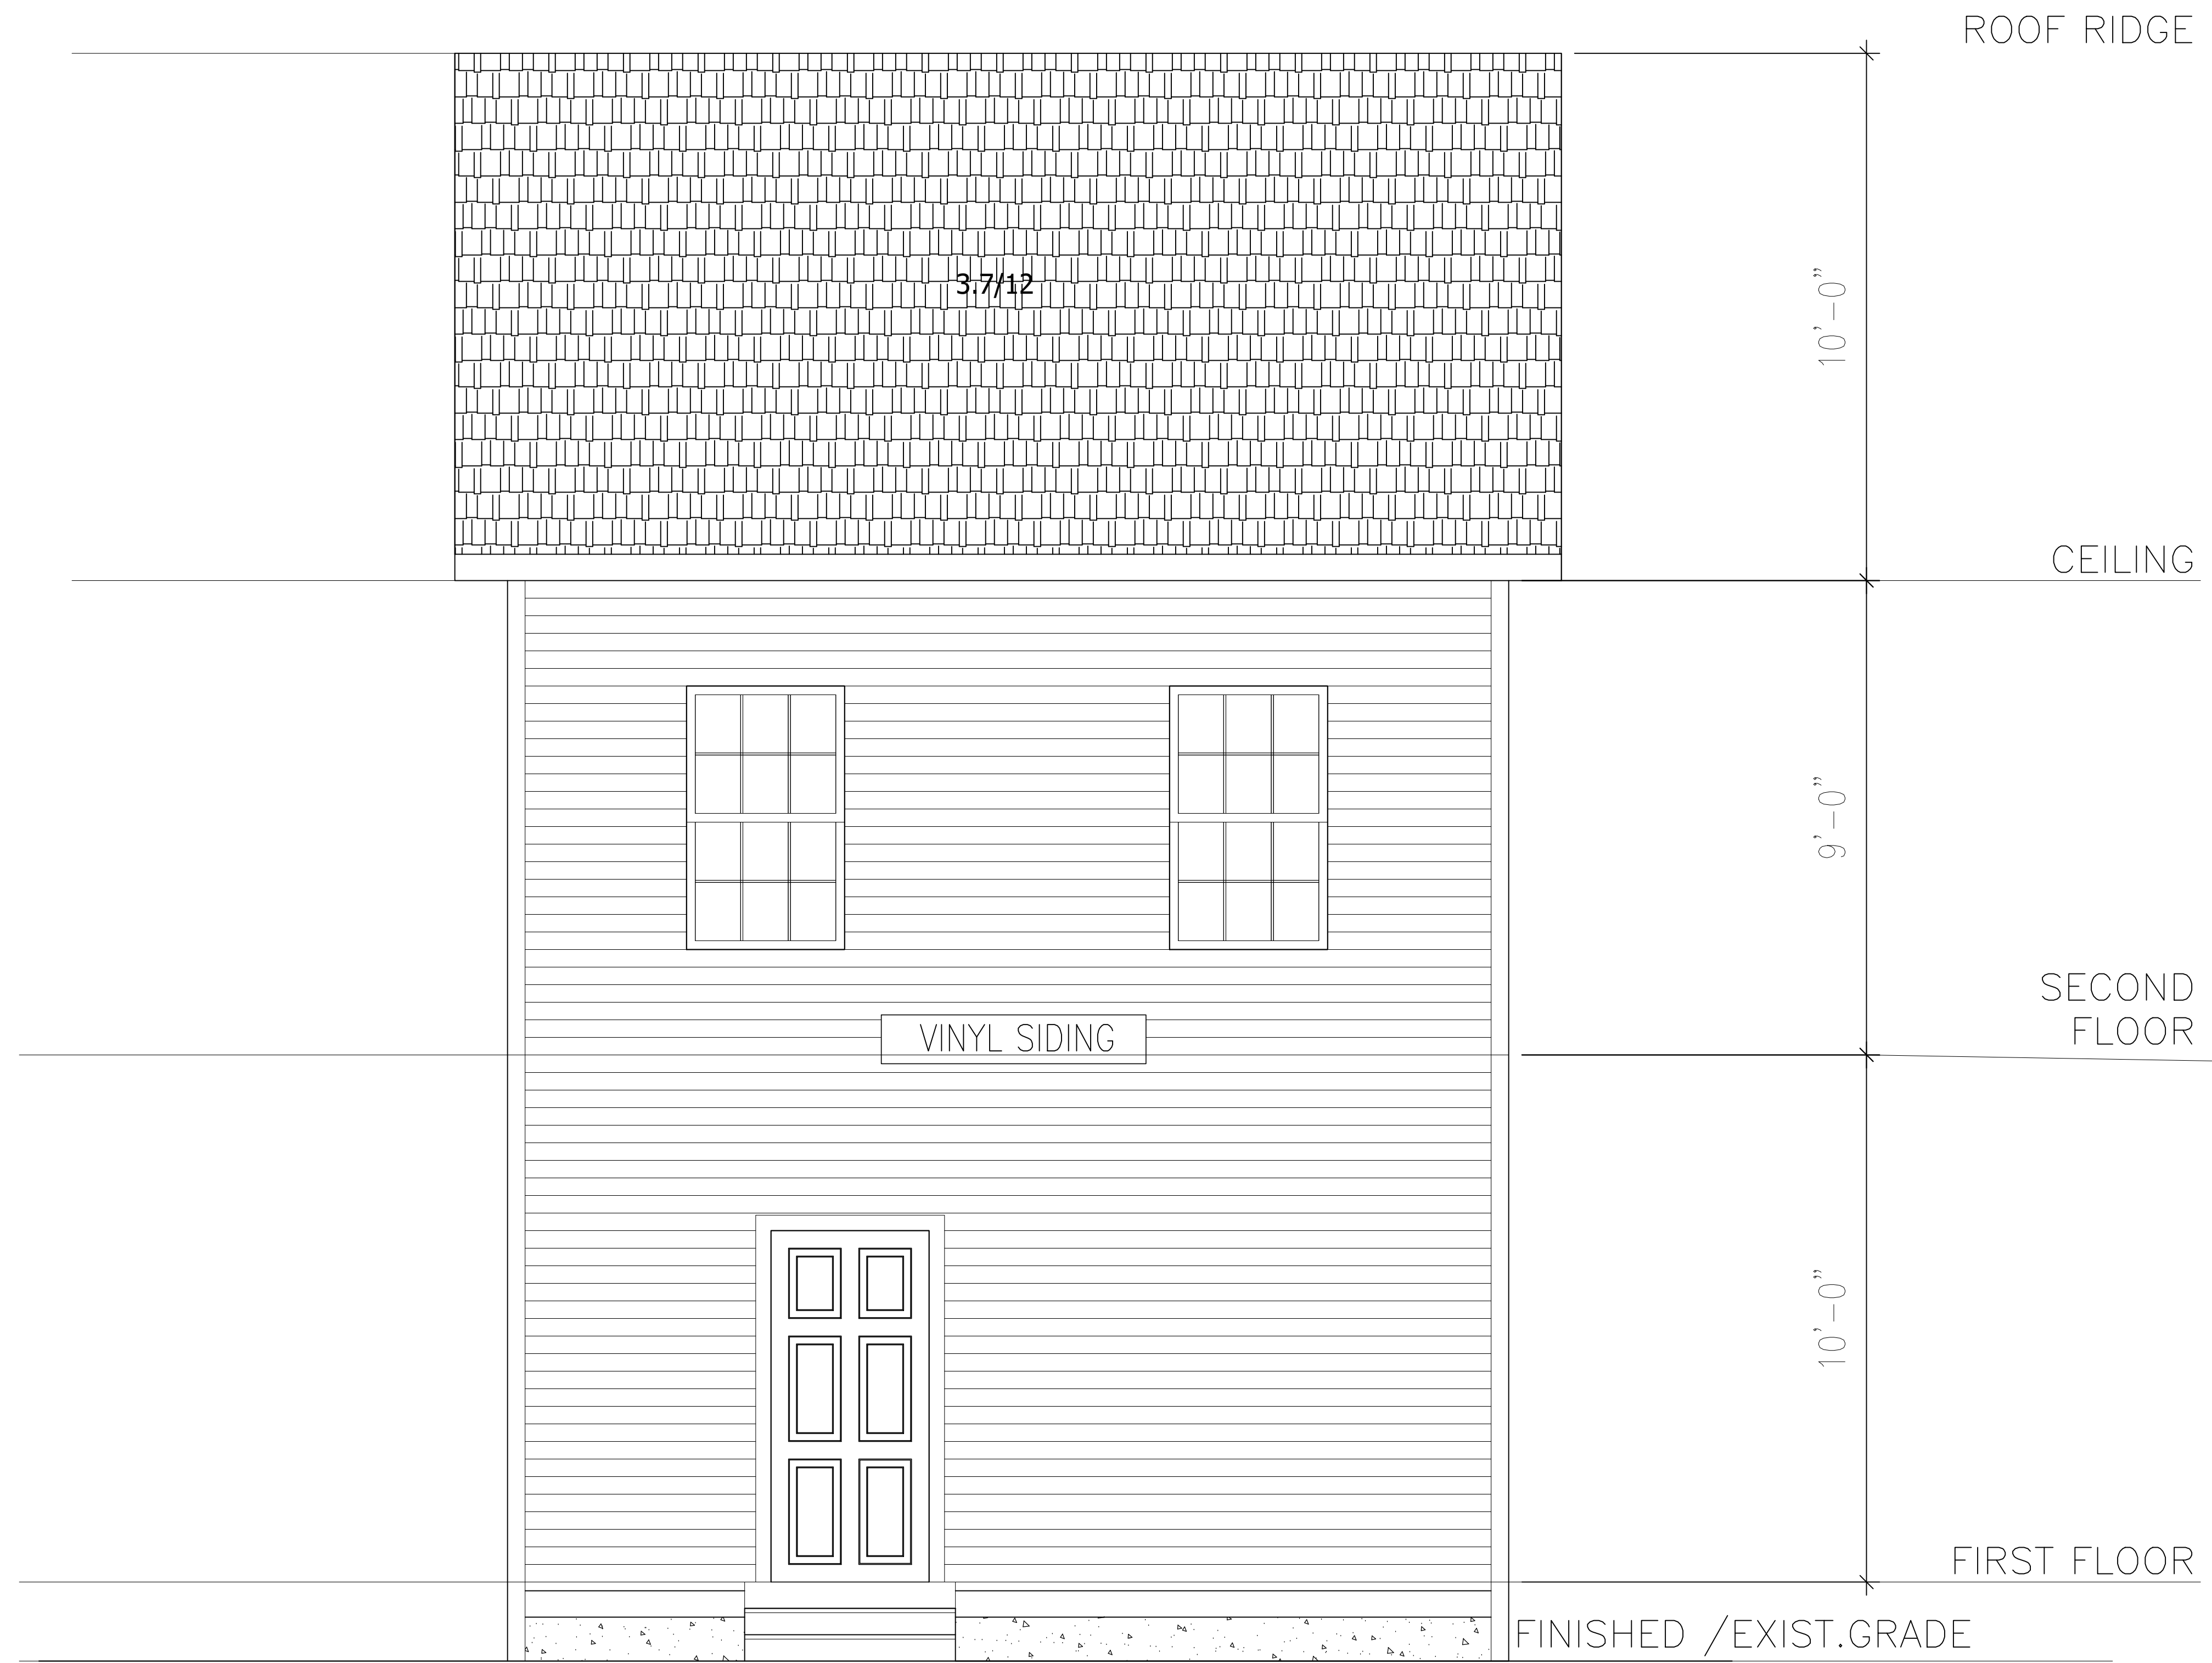 ROOF RIDGE
3.7/12
10'-0"
CEILING
9'-0"
SECOND
FLOOR
VINYL SIDING
10'-0"
FIRST FLOOR
FINISHED /EXIST.GRADE